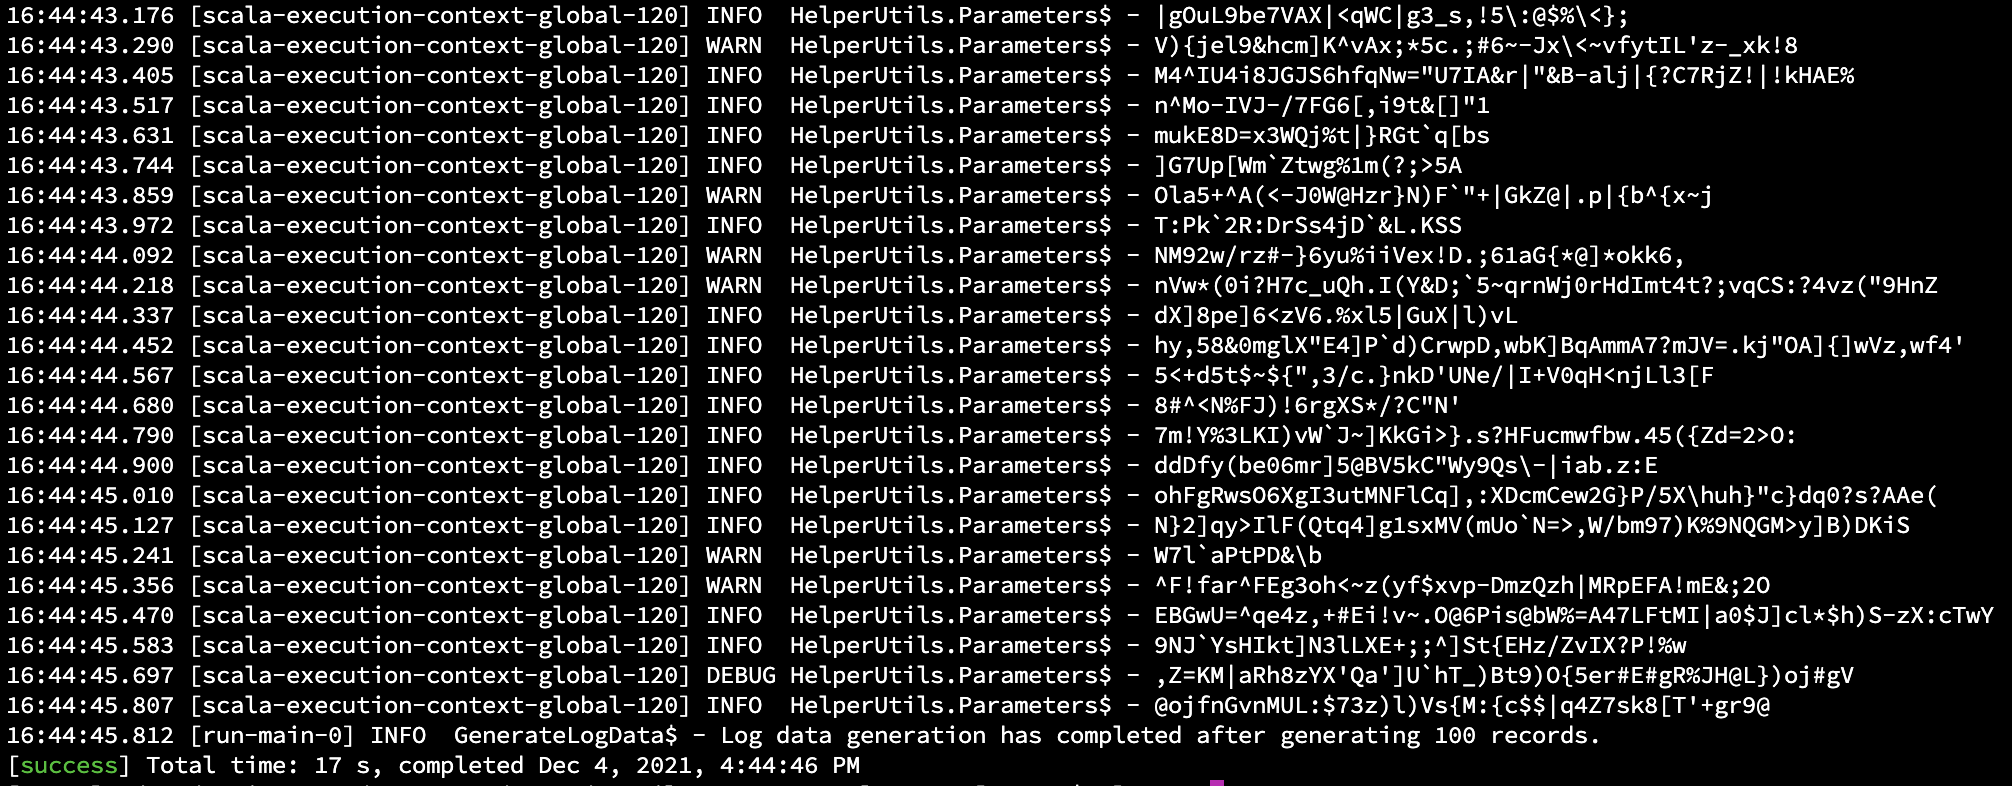 16:44:43.176 [scala-execution-context-global-120] INFO  HelperUtils.Parameters$ - |gOuL9be7VAX|<qWC|g3_s,!5\:@$%\<};
16:44:43.290 [scala-execution-context-global-120] WARN  HelperUtils.Parameters$ - V){jel9&hcm]K^vAx;*5c.;#6~-Jx\<~vfytIL'z-_xk!8
16:44:43.405 [scala-execution-context-global-120] INFO  HelperUtils.Parameters$ - M4^IU4i8JGJS6hfqNw="U7IA&r|"&B-alj|{?C7RjZ!|!kHAE%
16:44:43.517 [scala-execution-context-global-120] INFO  HelperUtils.Parameters$ - n^Mo-IVJ-/7FG6[,i9t&[]"1
16:44:43.631 [scala-execution-context-global-120] INFO  HelperUtils.Parameters$ - mukE8D=x3WQj%t|}RGt`q[bs
16:44:43.744 [scala-execution-context-global-120] INFO  HelperUtils.Parameters$ - ]G7Up[Wm`Ztwg%1m(?;>5A
16:44:43.859 [scala-execution-context-global-120] WARN  HelperUtils.Parameters$ - Ola5+^A(<-J0W@Hzr}N)F`"+|GkZ@|.p|{b^{x~j
16:44:43.972 [scala-execution-context-global-120] INFO  HelperUtils.Parameters$ - T:Pk`2R:DrSs4jD`&L.KSS
16:44:44.092 [scala-execution-context-global-120] WARN  HelperUtils.Parameters$ - NM92w/rz#-}6yu%iiVex!D.;61aG{*@]*okk6,
16:44:44.218 [scala-execution-context-global-120] WARN  HelperUtils.Parameters$ - nVw*(0i?H7c_uQh.I(Y&D;`5~qrnWj0rHdImt4t?;vqCS:?4vz("9HnZ
16:44:44.337 [scala-execution-context-global-120] INFO  HelperUtils.Parameters$ - dX]8pe]6<zV6.%xl5|GuX|l)vL
16:44:44.452 [scala-execution-context-global-120] INFO  HelperUtils.Parameters$ - hy,58&0mglX"E4]P`d)CrwpD,wbK]BqAmmA7?mJV=.kj"OA]{]wVz,wf4'
16:44:44.567 [scala-execution-context-global-120] INFO  HelperUtils.Parameters$ - 5<+d5t$~${",3/c.}nkD'UNe/|I+V0qH<njLl3[F
16:44:44.680 [scala-execution-context-global-120] INFO  HelperUtils.Parameters$ - 8#^<N%FJ)!6rgXS*/?C"N'
16:44:44.790 [scala-execution-context-global-120] INFO  HelperUtils.Parameters$ - 7m!Y%3LKI)vW`J~]KkGi>}.s?HFucmwfbw.45({Zd=2>O:
16:44:44.900 [scala-execution-context-global-120] INFO  HelperUtils.Parameters$ - ddDfy(be06mr]5@BV5kC"Wy9Qs\-|iab.z:E
16:44:45.010 [scala-execution-context-global-120] INFO  HelperUtils.Parameters$ - ohFgRwsO6XgI3utMNFlCq],:XDcmCew2G}P/5X\huh}"c}dq0?s?AAe(
16:44:45.127 [scala-execution-context-global-120] INFO  HelperUtils.Parameters$ - N}2]qy>IlF(Qtq4]g1sxMV(mUo`N=>,W/bm97)K%9NQGM>y]B)DKiS
16:44:45.241 [scala-execution-context-global-120] WARN  HelperUtils.Parameters$ - W7l`aPtPD&\b
16:44:45.356 [scala-execution-context-global-120] WARN  HelperUtils.Parameters$ - ^F!far^FEg3oh<~z(yf$xvp-DmzQzh|MRpEFA!mE&;2O
16:44:45.470 [scala-execution-context-global-120] INFO  HelperUtils.Parameters$ - EBGwU=^qe4z,+#Ei!v~.O@6Pis@bW%=A47LFtMI|a0$J]cl*$h)S-zX:cTwY
16:44:45.583 [scala-execution-context-global-120] INFO  HelperUtils.Parameters$ - 9NJ`YsHIkt]N3lLXE+;;^]St{EHz/ZvIX?P!%w
16:44:45.697 [scala-execution-context-global-120] DEBUG HelperUtils.Parameters$ - ,Z=KM|aRh8zYX'Qa']U`hT_)Bt9)O{5er#E#gR%JH@L})oj#gV
16:44:45.807 [scala-execution-context-global-120] INFO  HelperUtils.Parameters$ - @ojfnGvnMUL:$73z)l)Vs{M:{c$$|q4Z7sk8[T'+gr9@
16:44:45.812 [run-main-0] INFO  GenerateLogData$ - Log data generation has completed after generating 100 records.
[success] Total time: 17 s, completed Dec 4, 2021, 4:44:46 PM